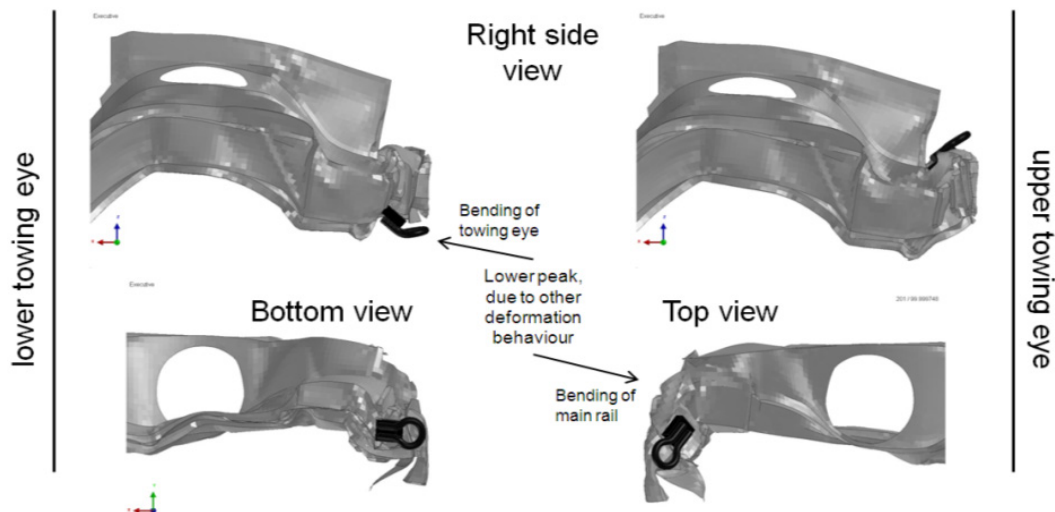 Executive
Executive
Right side
view
lower towing eye
upper towing eye
Bending of
towing eye
Lower peak,
due to other
deformation
behaviour
Executive
Bottom view
Top view
Bending of
main rail